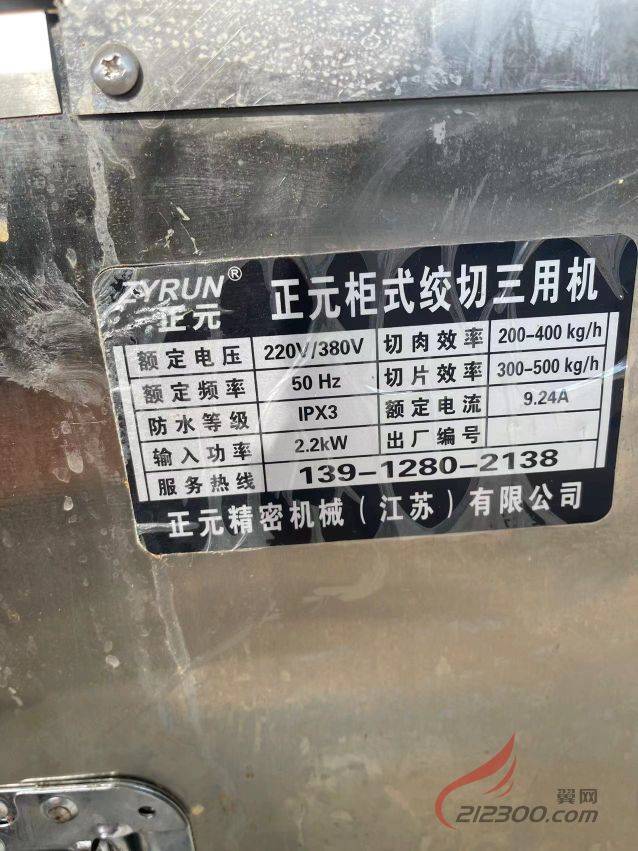 ZYRUN® 正元柜式绞切三用机
正元
额定电压 220V/380V 切肉效率 200-400 kg/h
额定频率 50 Hz 切片效率 300-500 kg/h
防水等级 IPX3 额定电流 9.24A
输入功率 2.2kW 出厂编号
服务热线 139-1280-2138
正元精密机械（江苏）有限公司
翼网
212300.com